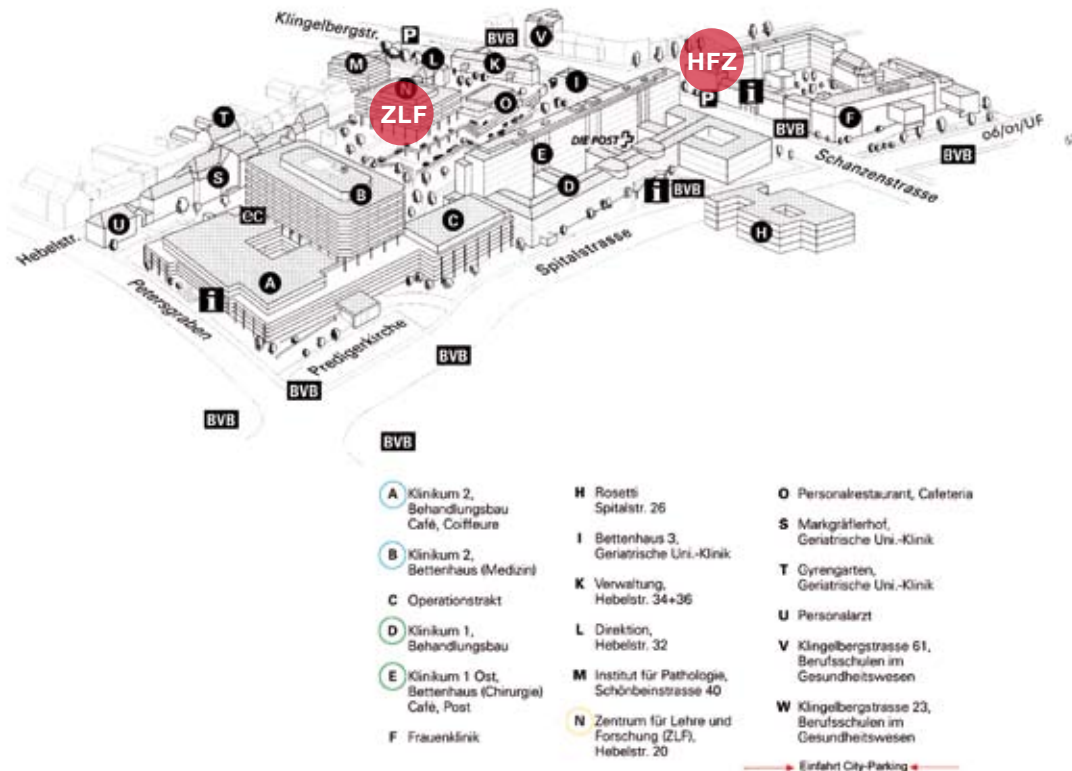 Klingelbergstr.
P
BVB
V
HFZ
M
L
K
I
N
ZLF
O
P
i
T
DIE POST
BVB
F
06/01/UF
E
BVB
S
B
D
i
BVB
Schanzenstrasse
U
ec
C
H
Hebelstr.
A
Spitalstrasse
i
Petersgraben
Predigerkirche
BVB
BVB
BVB
BVB
A Klinikum 2,
Behandlungsbau
Café, Coiffeure
B Klinikum 2,
Bettenhaus (Medizin)
C Operationstrakt
D Klinikum 1,
Behandlungsbau
E Klinikum 1 Ost,
Bettenhaus (Chirurgie)
Café, Post
F Frauenklinik
H Rosetti
Spitalstr. 26
I Bettenhaus 3,
Geriatrische Uni.-Klinik
K Verwaltung,
Hebelstr. 34+36
L Direktion,
Hebelstr. 32
M Institut für Pathologie,
Schönbeinstrasse 40
N Zentrum für Lehre und
Forschung (ZLF),
Hebelstr. 20
O Personalrestaurant, Cafeteria
S Markgräflerhof,
Geriatrische Uni.-Klinik
T Gyrengarten,
Geriatrische Uni.-Klinik
U Personalarzt
V Klingelbergstrasse 61,
Berufsschulen im
Gesundheitswesen
W Klingelbergstrasse 23,
Berufsschulen im
Gesundheitswesen
Einfahrt City-Parking